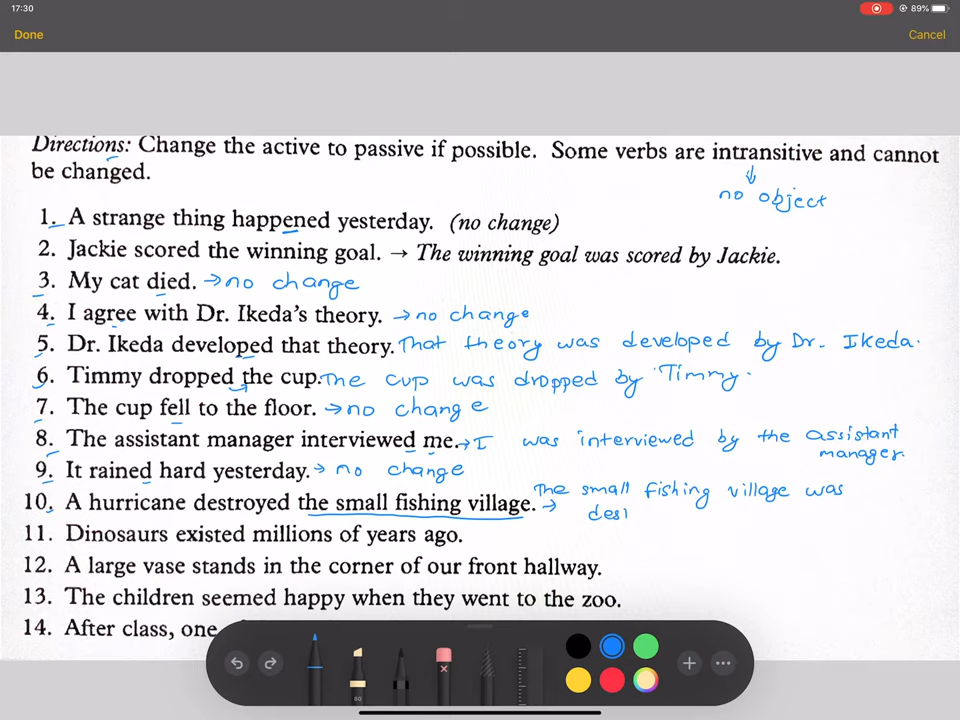 17:30
89%
Done
Cancel
Directions: Change the active to passive if possible. Some verbs are intransitive and cannot
be changed.
no object
1. A strange thing happened yesterday. (no change)
2. Jackie scored the winning goal. → The winning goal was scored by Jackie.
3. My cat died. →no change
4. I agree with Dr. Ikeda's theory. →no change
5. Dr. Ikeda developed that theory. That theory was developed by Dr. Ikeda.
6. Timmy dropped the cup. The cup was dropped by Timmy.
7. The cup fell to the floor. →no change
8. The assistant manager interviewed me. →I was interviewed by the assistant
manager.
9. It rained hard yesterday. → no change
10. A hurricane destroyed the small fishing village. → The small fishing village was
des
11. Dinosaurs existed millions of years ago.
12. A large vase stands in the corner of our front hallway.
13. The children seemed happy when they went to the zoo.
14. After class, one
60